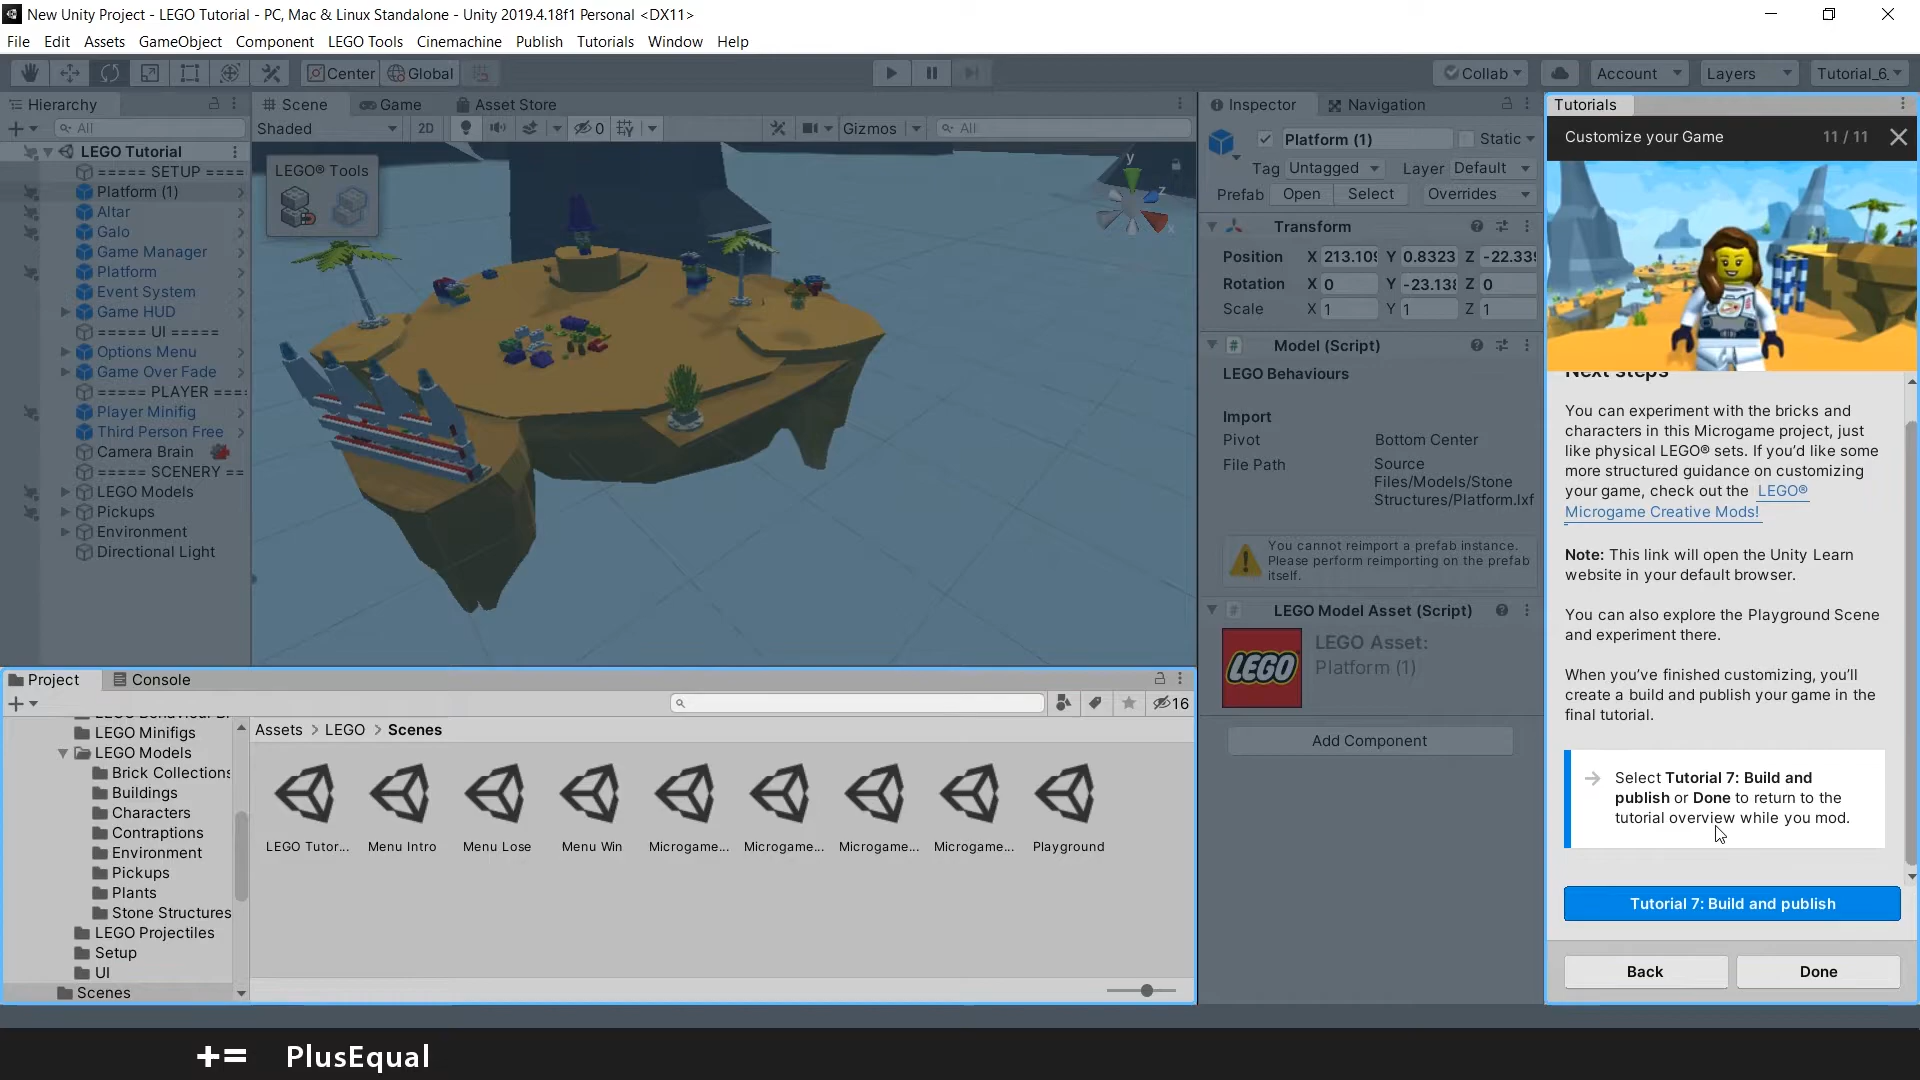 New Unity Project - LEGO Tutorial - PC, Mac & Linux Standalone - Unity 2019.4.18f1 Personal <DX11>
File Edit Assets GameObject Component LEGO Tools Cinemachine Publish Tutorials Window Help
Center Global Collab Account Layers Tutorial_6.
Hierarchy
All
LEGO Tutorial
===== SETUP ====
Platform (1)
Altar
Galo
Game Manager
Platform
Event System
Game HUD
===== UI =====
Options Menu
Game Over Fade
===== PLAYER ====
Player Minifig
Third Person Free
Camera Brain
===== SCENERY ==
LEGO Models
Pickups
Environment
Directional Light
Scene Game Asset Store
Shaded 2D 0 Gizmos All
LEGO® Tools
y
z
x
Inspector Navigation
Platform (1) Static
Tag Untagged Layer Default
Prefab Open Select Overrides
Transform
Position X 213.109 Y 0.8323 Z -22.339
Rotation X 0 Y -23.138 Z 0
Scale X 1 Y 1 Z 1
# Model (Script)
LEGO Behaviours
Import
Pivot Bottom Center
File Path Source
Files/Models/Stone
Structures/Platform.lxf
You cannot reimport a prefab instance.
Please perform reimporting on the prefab
itself.
# LEGO Model Asset (Script)
LEGO
LEGO Asset:
Platform (1)
Add Component
Tutorials
Customize your Game 11 / 11
Next steps
You can experiment with the bricks and
characters in this Microgame project, just
like physical LEGO® sets. If you'd like some
more structured guidance on customizing
your game, check out the LEGO®
Microgame Creative Mods!
Note: This link will open the Unity Learn
website in your default browser.
You can also explore the Playground Scene
and experiment there.
When you've finished customizing, you'll
create a build and publish your game in the
final tutorial.
Select Tutorial 7: Build and
publish or Done to return to the
tutorial overview while you mod.
Tutorial 7: Build and publish
Back Done
Project Console
16
LEGO Minifigs
LEGO Models
Brick Collections
Buildings
Characters
Contraptions
Environment
Pickups
Plants
Stone Structures
LEGO Projectiles
Setup
UI
Scenes
Assets > LEGO > Scenes
LEGO Tutor... Menu Intro Menu Lose Menu Win Microgame... Microgame... Microgame... Microgame... Playground
+= PlusEqual